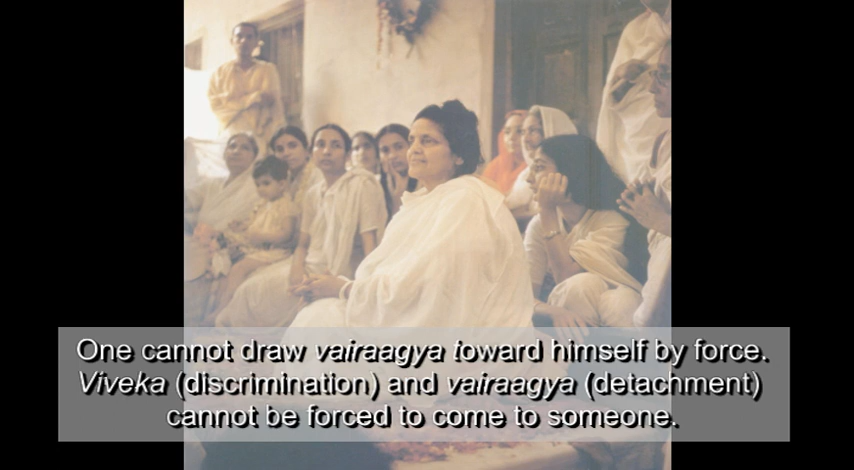 One cannot draw vairaagya toward himself by force.
Viveka (discrimination) and vairaagya (detachment)
cannot be forced to come to someone.